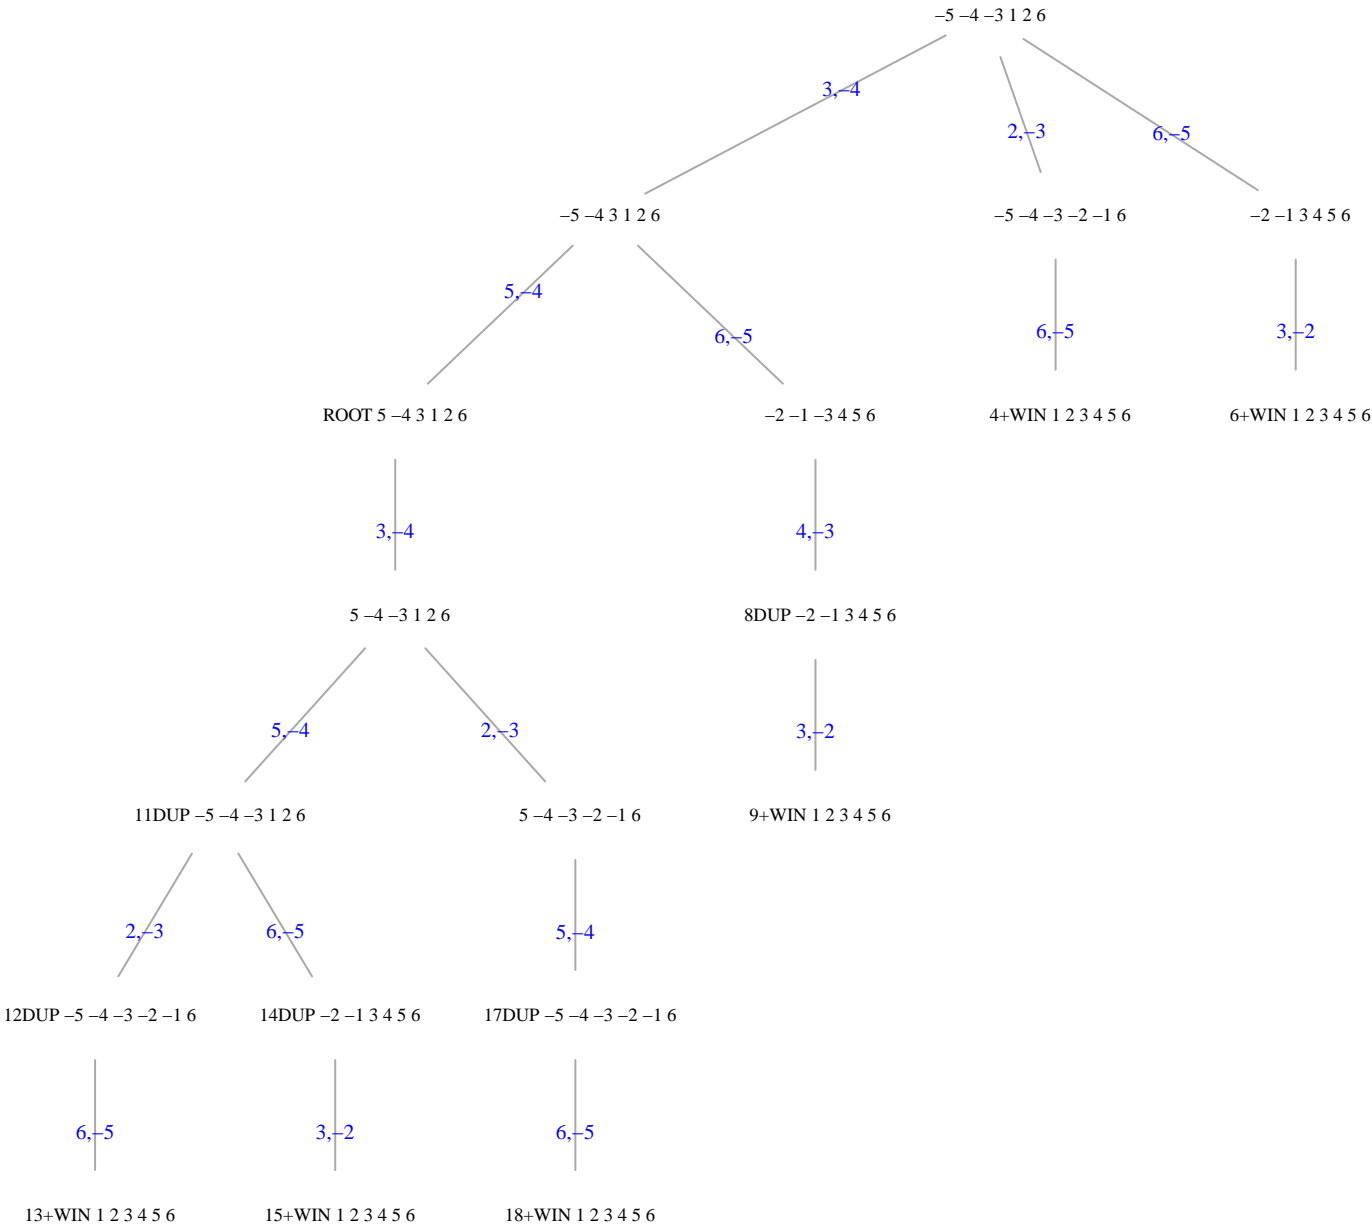 –5 –4 –3 1 2 6
3,–4
2,–3
6,–5
–5 –4 3 1 2 6
–5 –4 –3 –2 –1 6
–2 –1 3 4 5 6
5,–4
6,–5
6,–5
3,–2
ROOT 5 –4 3 1 2 6
–2 –1 –3 4 5 6
4+WIN 1 2 3 4 5 6
6+WIN 1 2 3 4 5 6
3,–4
4,–3
5 –4 –3 1 2 6
8DUP –2 –1 3 4 5 6
5,–4
2,–3
3,–2
11DUP –5 –4 –3 1 2 6
5 –4 –3 –2 –1 6
9+WIN 1 2 3 4 5 6
2,–3
6,–5
5,–4
12DUP –5 –4 –3 –2 –1 6
14DUP –2 –1 3 4 5 6
17DUP –5 –4 –3 –2 –1 6
6,–5
3,–2
6,–5
13+WIN 1 2 3 4 5 6
15+WIN 1 2 3 4 5 6
18+WIN 1 2 3 4 5 6